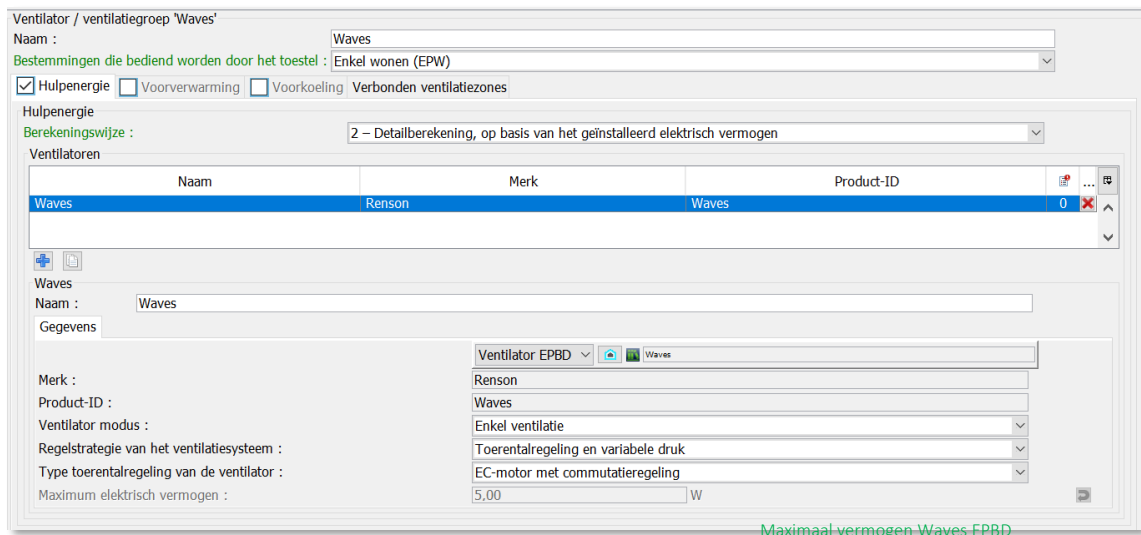 Ventilator / ventilatiegroep 'Waves'
Naam : Waves
Bestemmingen die bediend worden door het toestel : Enkel wonen (EPW)
Hulpenergie Voorverwarming Voorkoeling Verbonden ventilatiezones
Hulpenergie
Berekeningswijze : 2 – Detailberekening, op basis van het geïnstalleerd elektrisch vermogen
Ventilatoren
Naam Merk Product-ID ...
Waves Renson Waves 0
Waves
Naam : Waves
Gegevens
Ventilator EPBD Waves
Merk : Renson
Product-ID : Waves
Ventilator modus : Enkel ventilatie
Regelstrategie van het ventilatiesysteem : Toerentalregeling en variabele druk
Type toerentalregeling van de ventilator : EC-motor met commutatieregeling
Maximum elektrisch vermogen : 5,00 W
Maximaal vermogen Waves EPBD